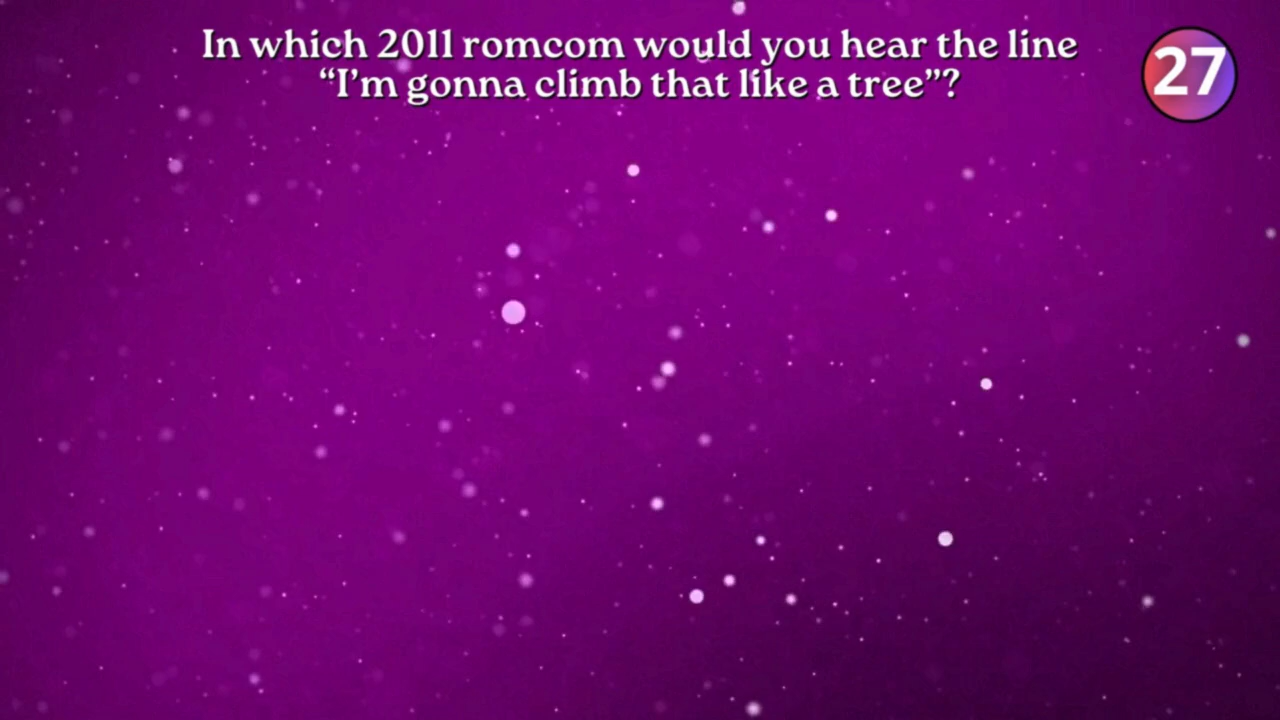 In which 2011 romcom would you hear the line
“I’m gonna climb that like a tree”?
27